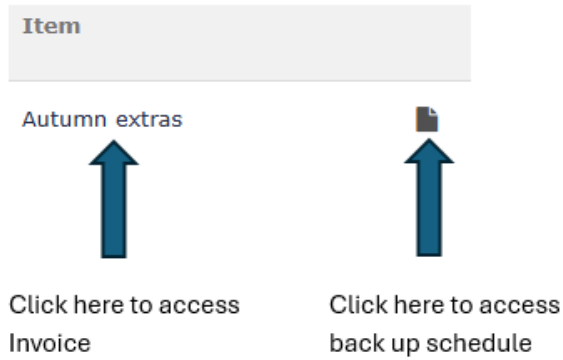 Item
Autumn extras
Click here to access
Invoice
Click here to access
back up schedule